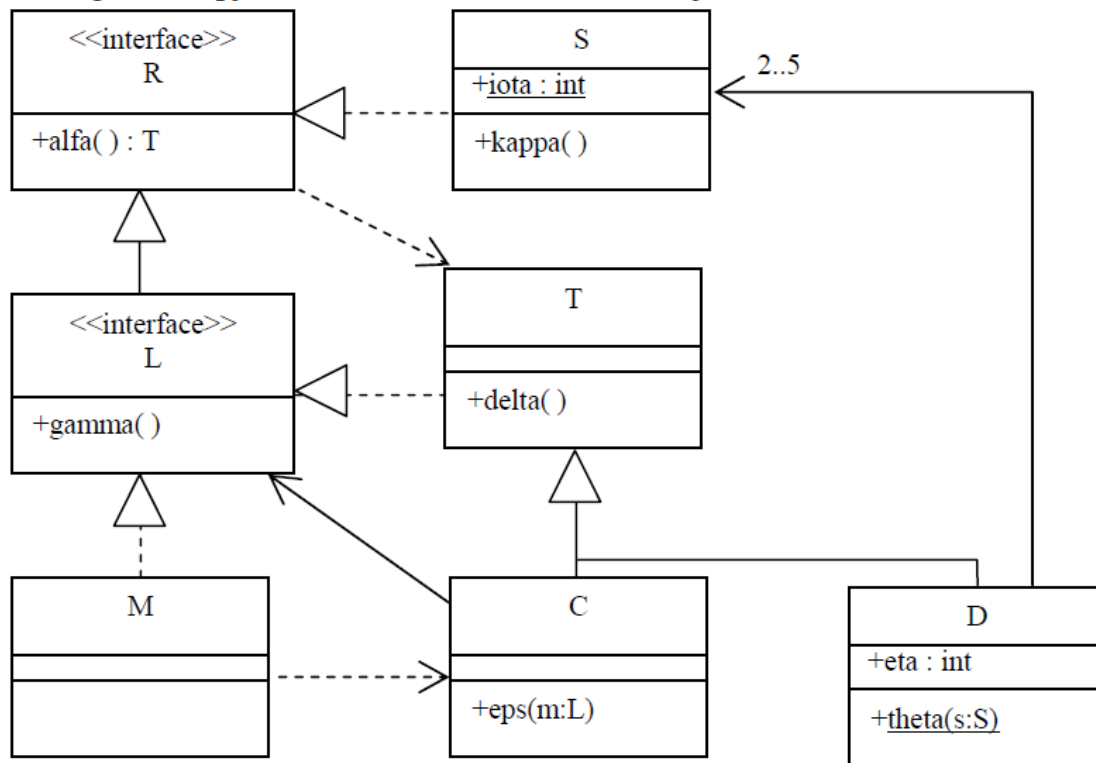 <<interface>>
R
+alfa( ) : T
S
+iota : int
+kappa( )
2..5
<<interface>>
L
+gamma( )
T
+delta( )
M
C
+eps(m:L)
D
+eta : int
+theta(s:S)